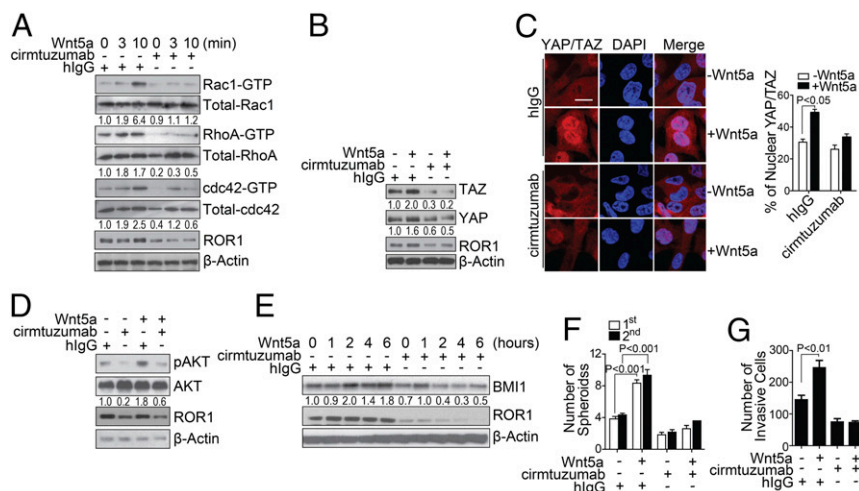 A
Wnt5a 0 3 10 0 3 10 (min)
cirmtuzumab - - - + + +
hIgG + + + - - -
Rac1-GTP
Total-Rac1
1.0 1.9 6.4 0.9 1.1 1.2
RhoA-GTP
Total-RhoA
1.0 1.8 1.7 0.2 0.3 0.5
cdc42-GTP
Total-cdc42
1.0 1.9 2.5 0.4 1.2 0.6
ROR1
β-Actin
B
Wnt5a - + - +
cirmtuzumab - - + +
hIgG + + - -
TAZ
1.0 2.0 0.3 0.2
YAP
1.0 1.6 0.6 0.5
ROR1
β-Actin
C
YAP/TAZ DAPI Merge
hIgG
-Wnt5a
+Wnt5a
cirmtuzumab
-Wnt5a
+Wnt5a
-Wnt5a
+Wnt5a
P<0.05
% of Nuclear YAP/TAZ
60
40
20
0
hIgG
cirmtuzumab
D
Wnt5a - - + +
cirmtuzumab - + - +
hIgG + - + -
pAKT
AKT
1.0 0.2 1.8 0.6
ROR1
β-Actin
E
Wnt5a 0 1 2 4 6 0 1 2 4 6 (hours)
cirmtuzumab - - - - - + + + + +
hIgG + + + + + - - - - -
BMI1
1.0 0.9 2.0 1.4 1.8 0.7 1.0 0.4 0.3 0.5
ROR1
β-Actin
F
1st
2nd
P<0.001
P<0.001
Number of Spheroidss
12
8
4
0
Wnt5a - + - +
cirmtuzumab - - + +
hIgG + + - -
G
P<0.01
Number of Invasive Cells
400
300
200
100
0
Wnt5a - + - +
cirmtuzumab - - + +
hIgG + + - -